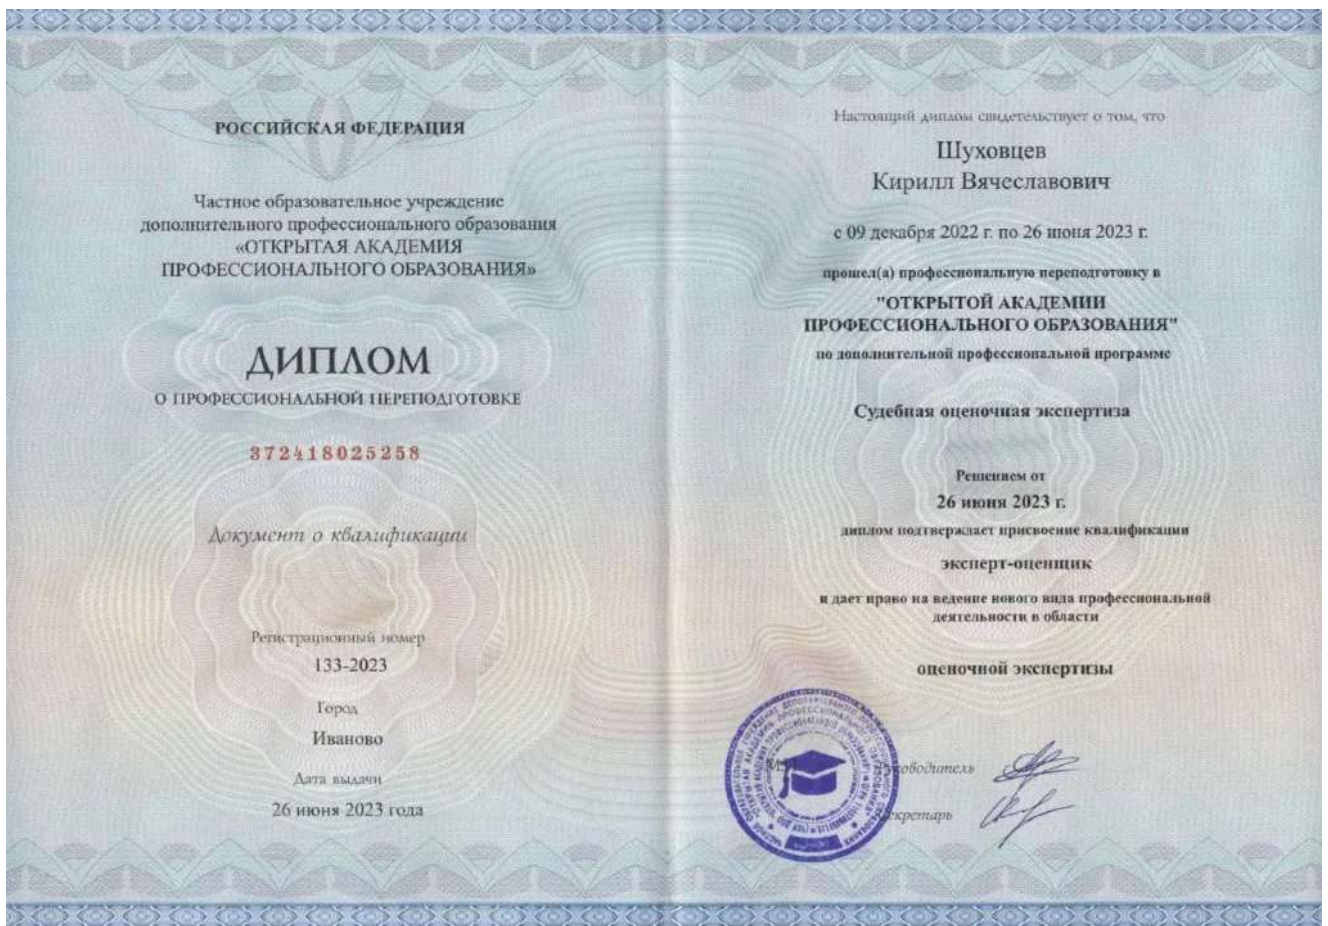 РОССИЙСКАЯ ФЕДЕРАЦИЯ
Частное образовательное учреждение
дополнительного профессионального образования
«ОТКРЫТАЯ АКАДЕМИЯ
ПРОФЕССИОНАЛЬНОГО ОБРАЗОВАНИЯ»
ДИПЛОМ
О ПРОФЕССИОНАЛЬНОЙ ПЕРЕПОДГОТОВКЕ
372418025258
Документ о квалификации
Регистрационный номер
133-2023
Город
Иваново
Дата выдачи
26 июня 2023 года
Настоящий диплом свидетельствует о том, что
Шуховцев
Кирилл Вячеславович
с 09 декабря 2022 г. по 26 июня 2023 г.
прошел(а) профессиональную переподготовку в
"ОТКРЫТОЙ АКАДЕМИИ
ПРОФЕССИОНАЛЬНОГО ОБРАЗОВАНИЯ"
по дополнительной профессиональной программе
Судебная оценочная экспертиза
Решением от
26 июня 2023 г.
диплом подтверждает присвоение квалификации
эксперт-оценщик
и дает право на ведение нового вида профессиональной
деятельности в области
оценочной экспертизы
Руководитель
Секретарь